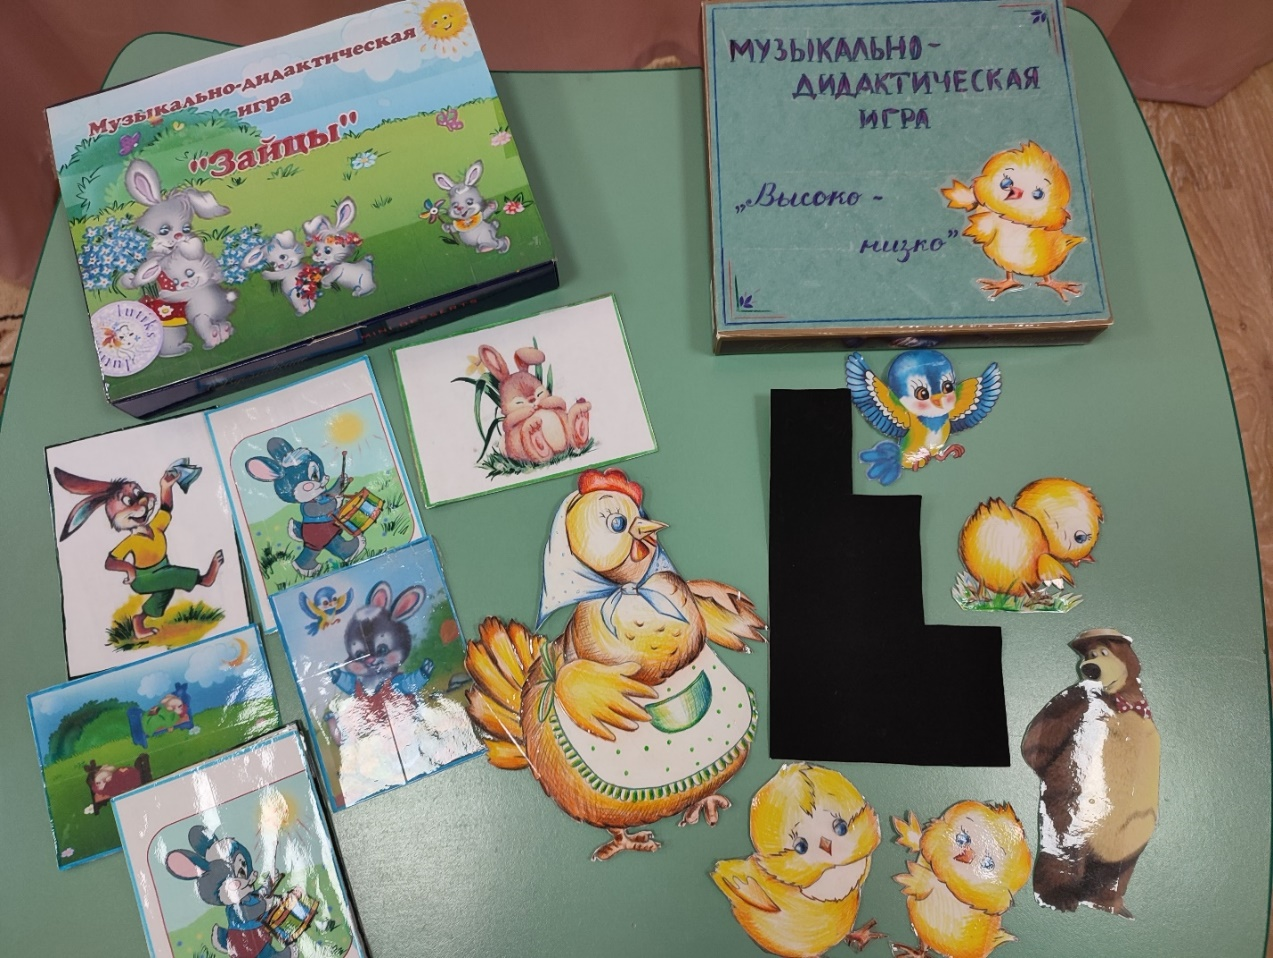 Музыкально-дидактическая
игра
"Зайцы"
МУЗЫКАЛЬНО-
ДИДАКТИЧЕСКАЯ
ИГРА
„Высоко -
низко”